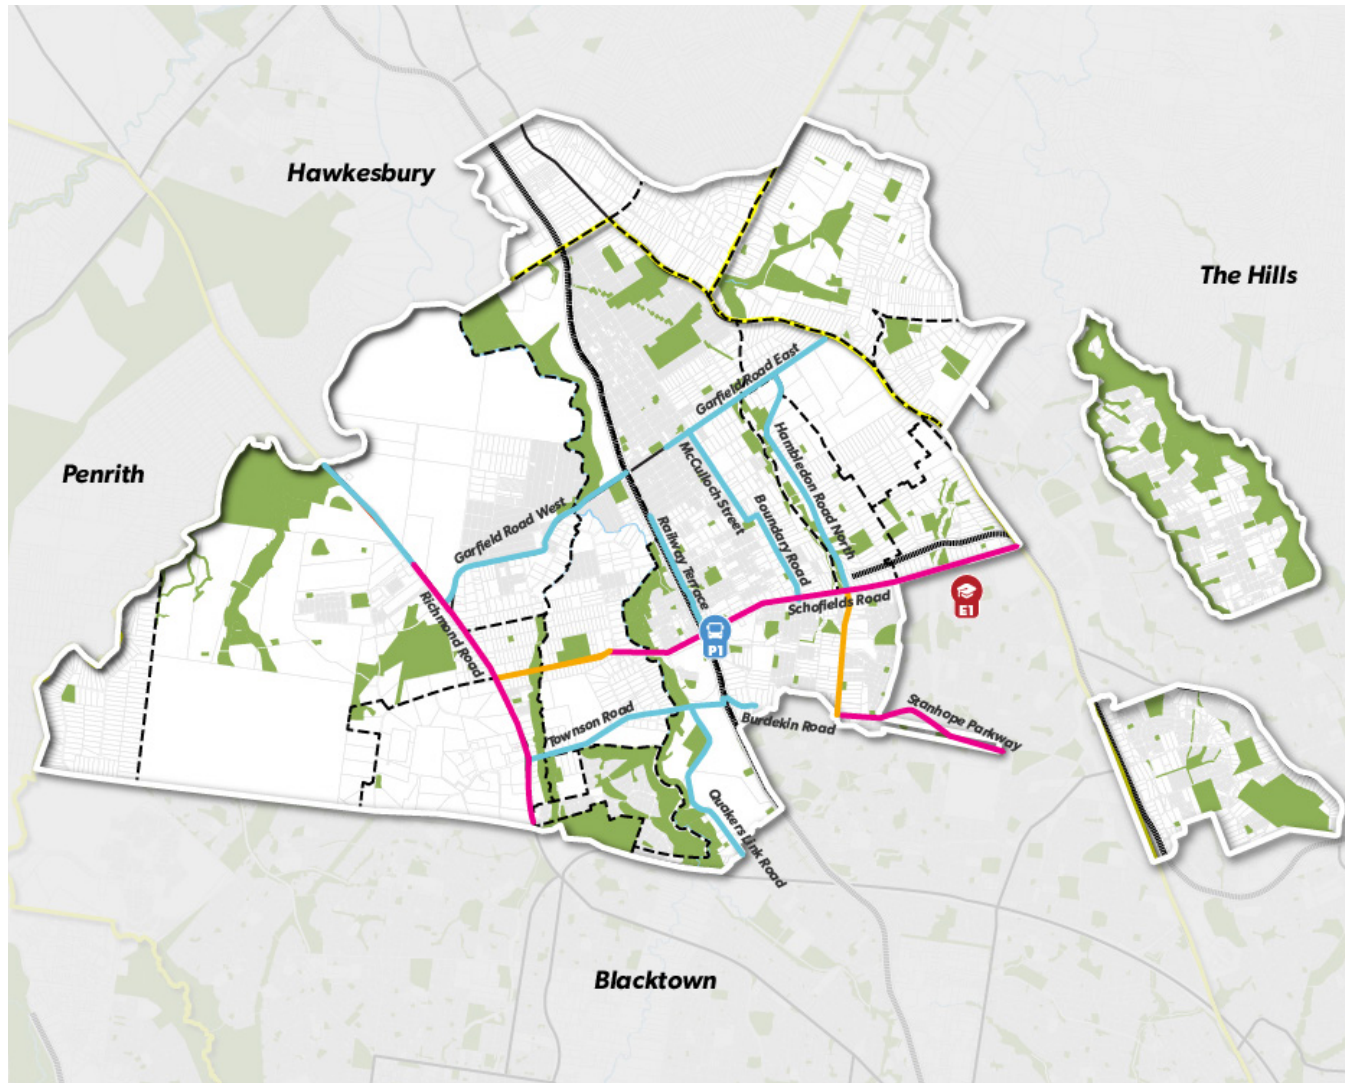 Hawkesbury
The Hills
Penrith
Garfield Road East
Hambledon Road North
McCulloch Street
Boundary Road
Garfield Road West
Railway Terrace
Schofields Road
E1
Richmond Road
P1
Townson Road
Burdekin Road
Stanhope Parkway
Quakers Link Road
Blacktown